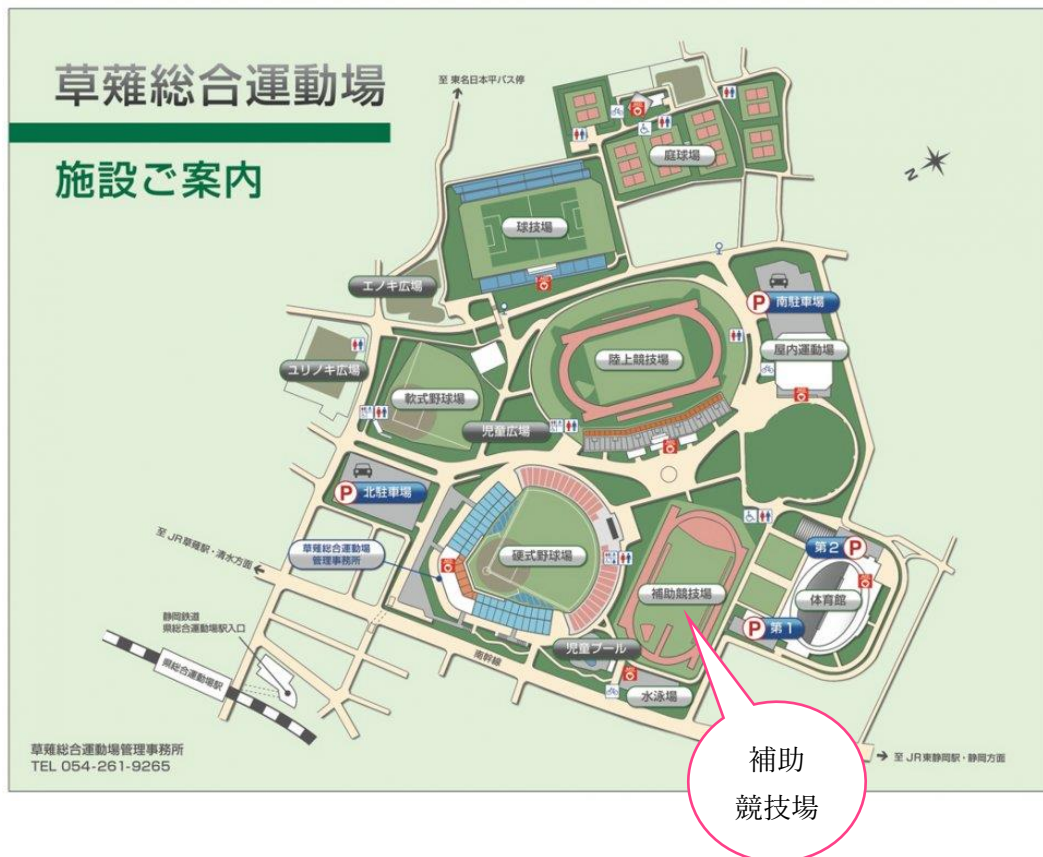 草薙総合運動場
施設ご案内
至 東名日本平バス停
庭球場
N
球技場
エノキ広場
P 南駐車場
陸上競技場
屋内運動場
ユリノキ広場
軟式野球場
児童広場
P 北駐車場
至 JR草薙駅・清水方面
草薙総合運動場
管理事務所
硬式野球場
第2 P
補助競技場
体育館
静岡鉄道
県総合運動場駅入口
P 第1
児童プール
南幹線
県総合運動場駅
水泳場
草薙総合運動場管理事務所
TEL 054-261-9265
至 JR東静岡駅・静岡方面
補助
競技場